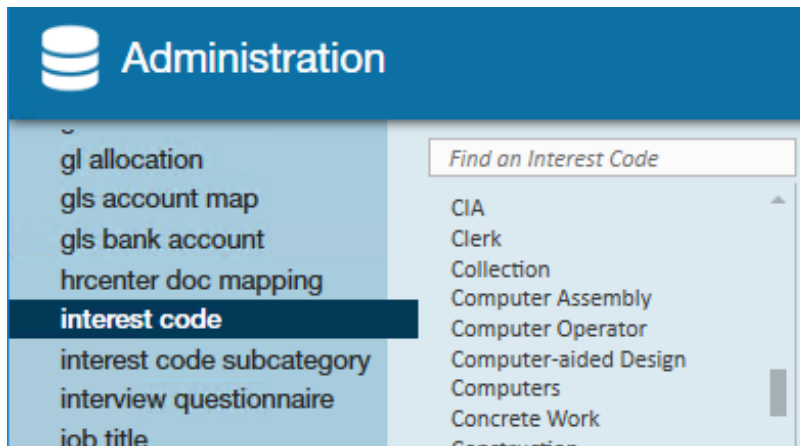 Administration
gl allocation
gls account map
gls bank account
hrcenter doc mapping
interest code
interest code subcategory
interview questionnaire
job title
Find an Interest Code
CIA
Clerk
Collection
Computer Assembly
Computer Operator
Computer-aided Design
Computers
Concrete Work
Construction